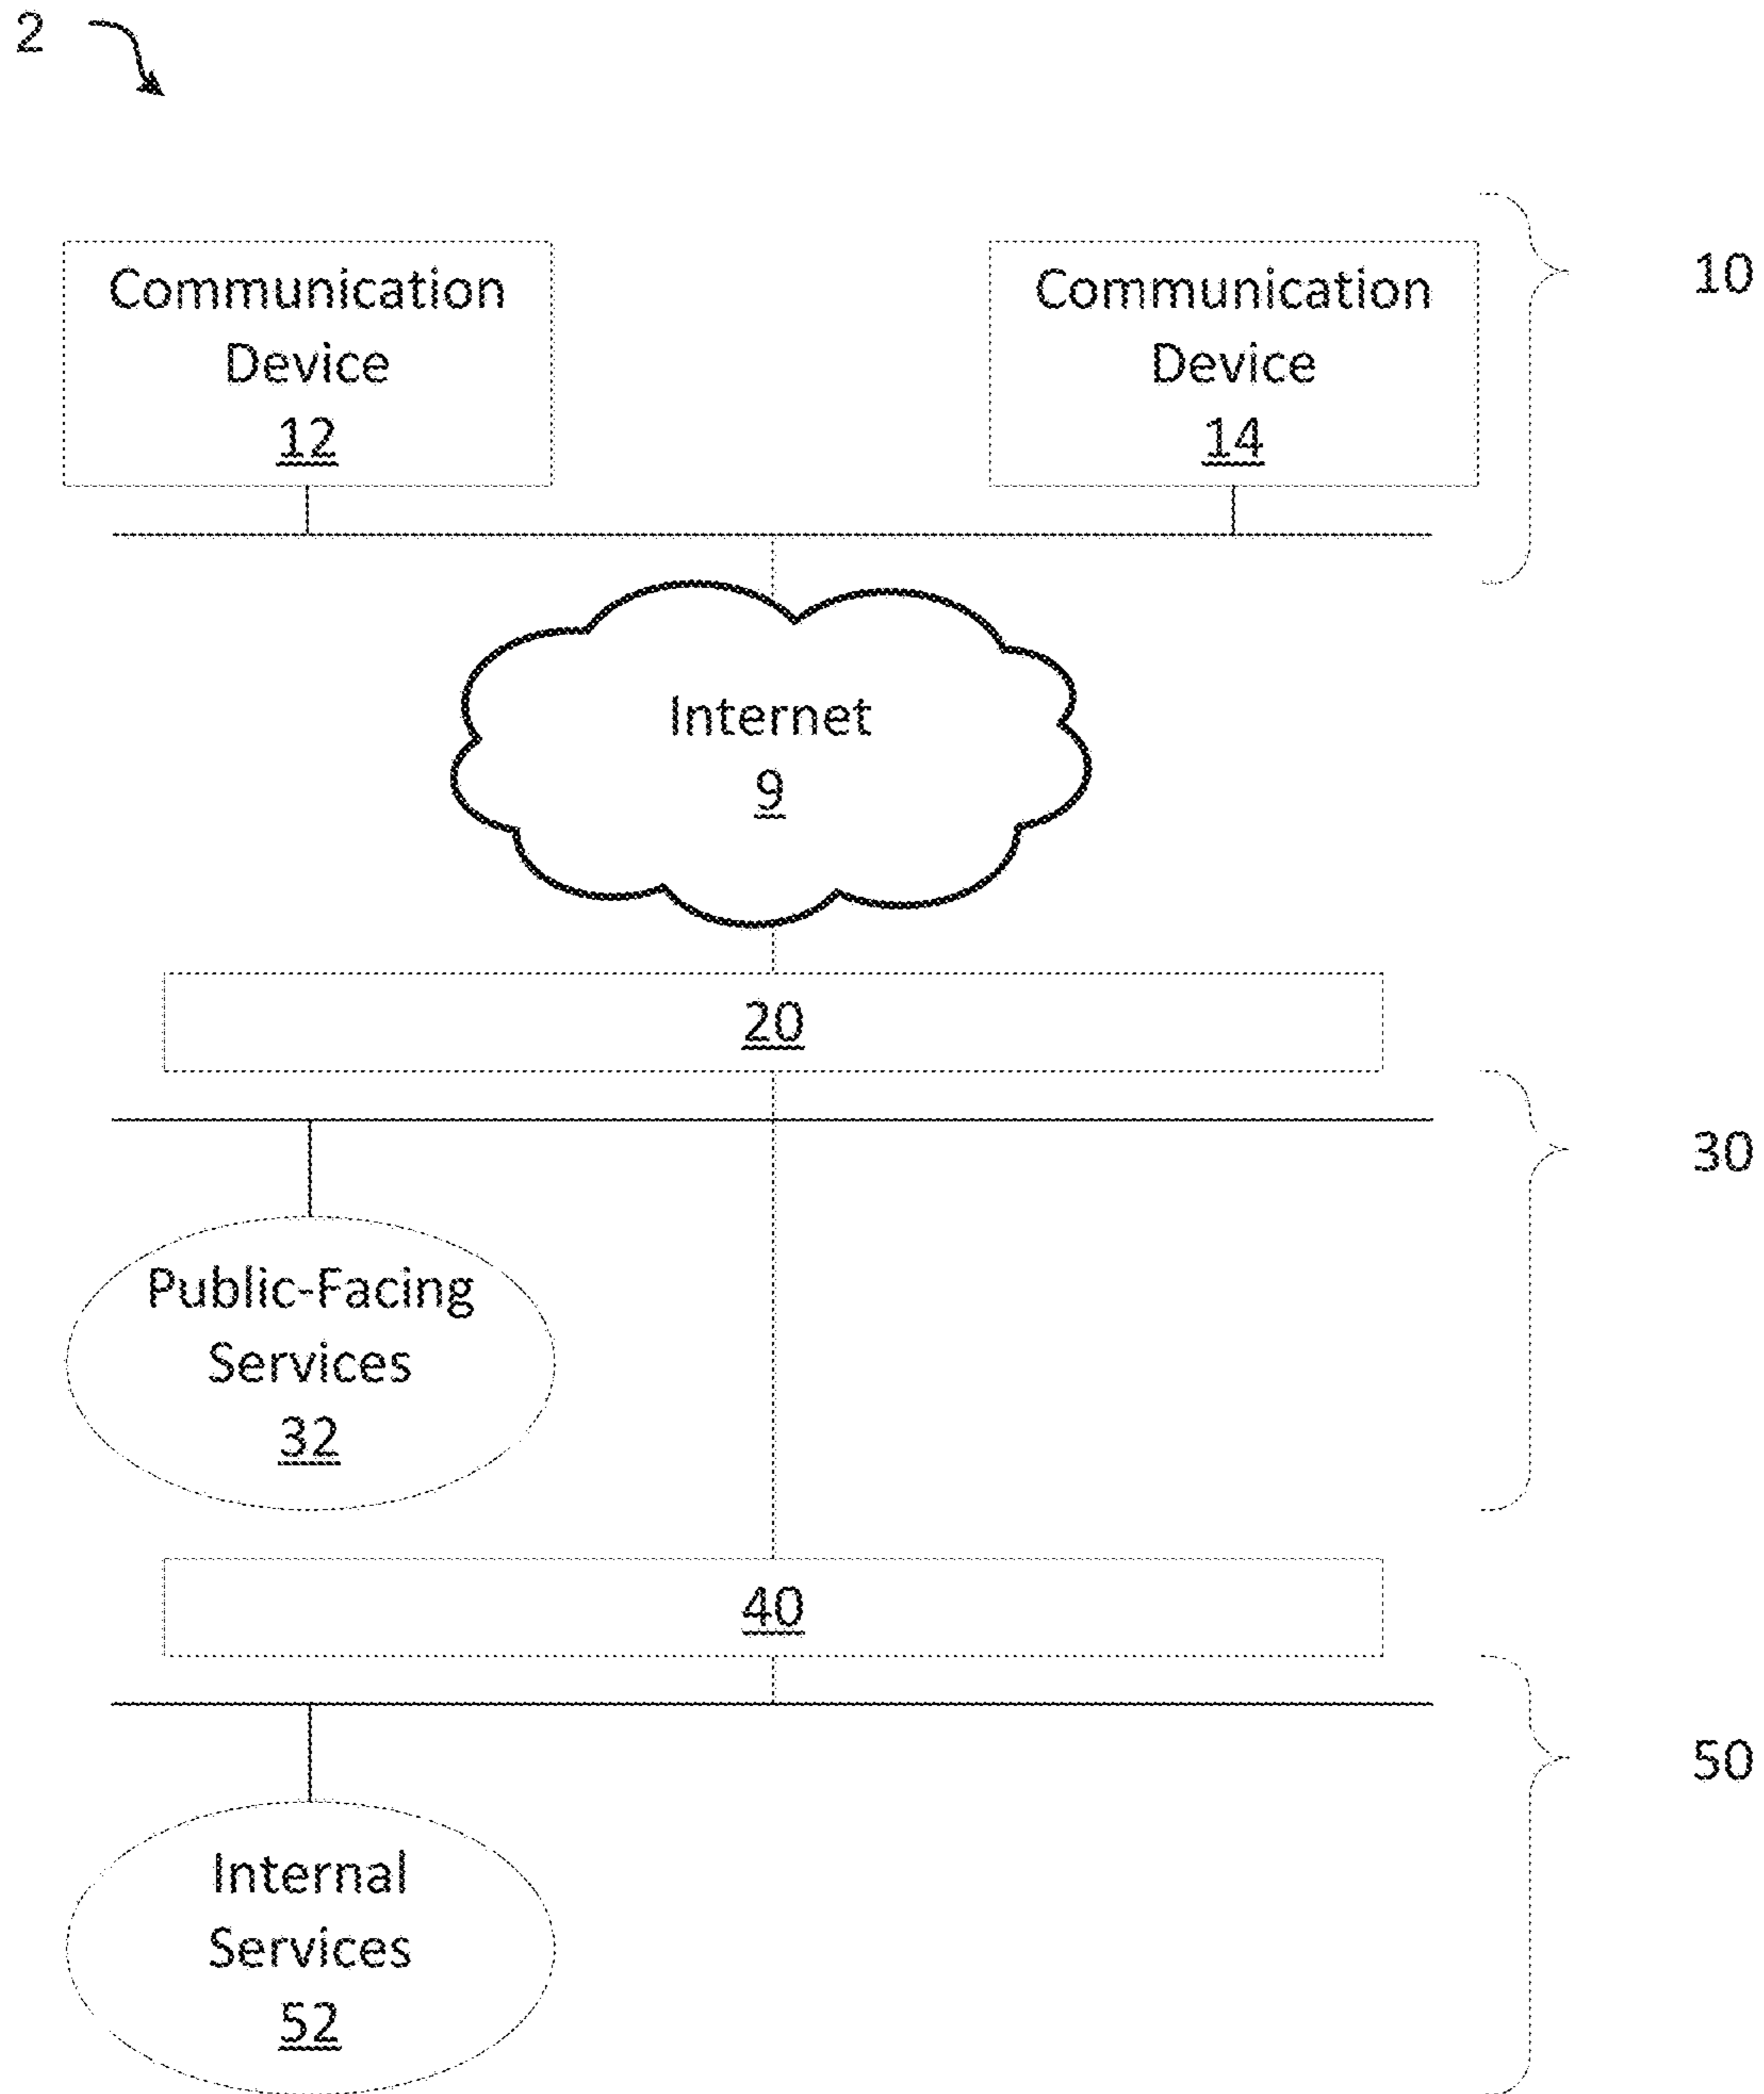 2
10
Communication
Device
12
Communication
Device
14
Internet
9
20
30
Public-Facing
Services
32
40
50
Internal
Services
52